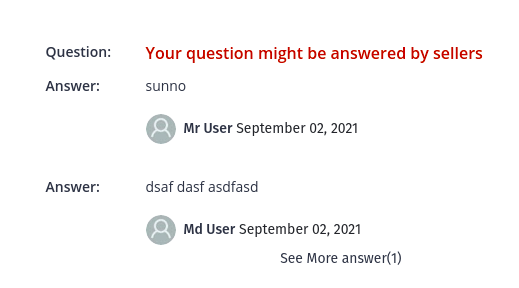 Question: Your question might be answered by sellers
Answer: sunno
Mr User September 02, 2021
Answer: dsaf dasf asdfasd
Md User September 02, 2021
See More answer(1)